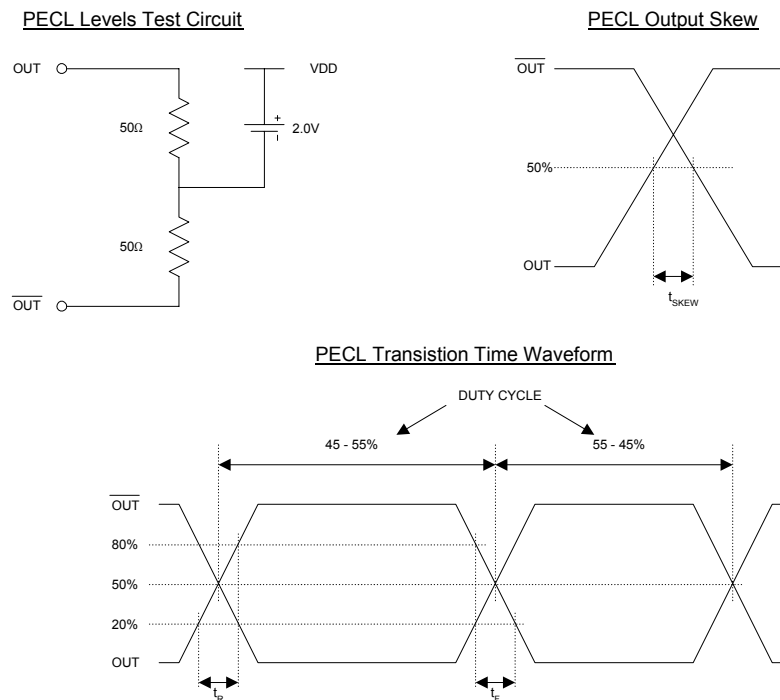 PECL Levels Test Circuit
OUT
VDD
50Ω
+
2.0V
-
50Ω
OUT
PECL Output Skew
OUT
50%
OUT
tSKEW
PECL Transistion Time Waveform
DUTY CYCLE
45 - 55%
55 - 45%
OUT
80%
50%
20%
OUT
tR
tF